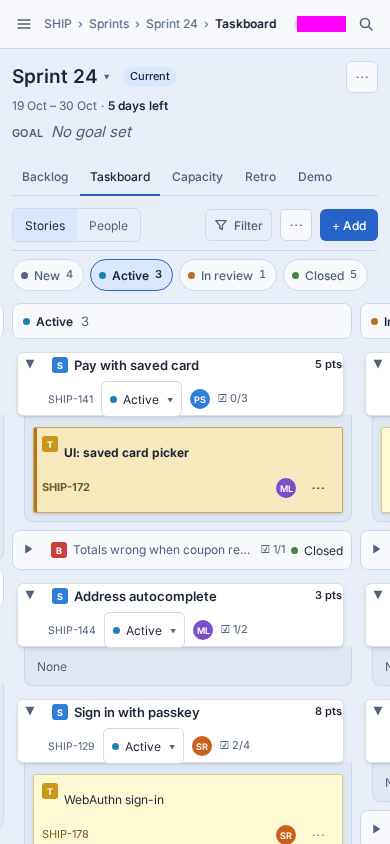 SHIP › Sprints › Sprint 24 › Taskboard
Sprint 24 ▾ Current ...
19 Oct – 30 Oct · 5 days left
GOAL No goal set
Backlog Taskboard Capacity Retro Demo
Stories People Filter ... + Add
New 4 Active 3 In review 1 Closed 5
Active 3
S Pay with saved card 5 pts
SHIP-141 Active ▾ PS ☑ 0/3
T UI: saved card picker
SHIP-172 ML ...
B Totals wrong when coupon re... ☑ 1/1 Closed
S Address autocomplete 3 pts
SHIP-144 Active ▾ ML ☑ 1/2
None
S Sign in with passkey 8 pts
SHIP-129 Active ▾ SR ☑ 2/4
T WebAuthn sign-in
SHIP-178 SR ...